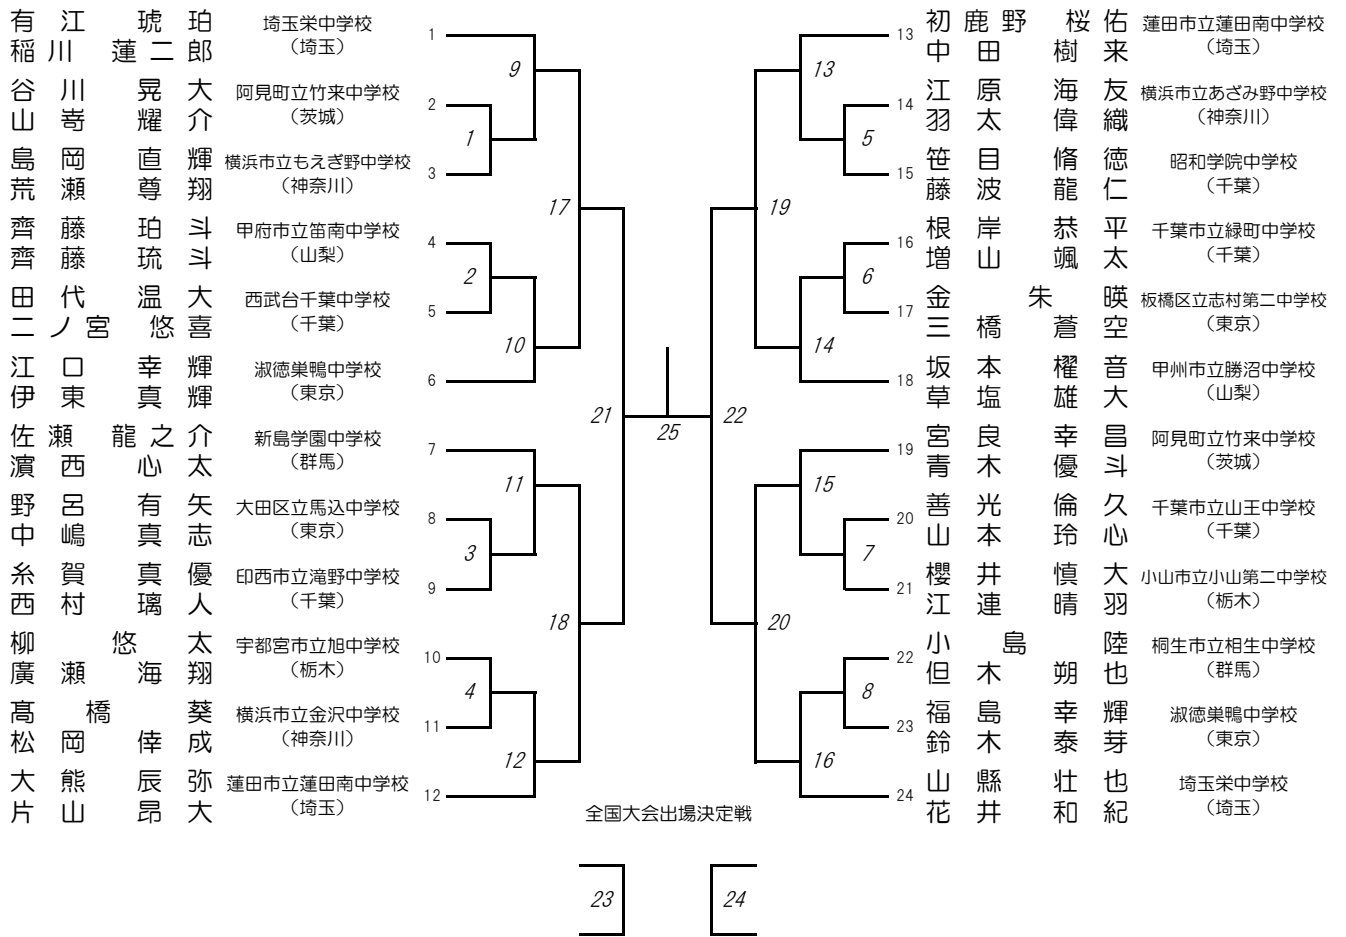 有江 琥珀 埼玉栄中学校 1
稲川 蓮二郎 （埼玉）
谷川 晃大 阿見町立竹来中学校 2
山嵜 耀介 （茨城）
島岡 直輝 横浜市立もえぎ野中学校 3
荒瀬 尊翔 （神奈川）
齊藤 珀斗 甲府市立笛南中学校 4
齊藤 琉斗 （山梨）
田代 温大 西武台千葉中学校 5
二ノ宮 悠喜 （千葉）
江口 幸輝 淑徳巣鴨中学校 6
伊東 真輝 （東京）
佐瀬 龍之介 新島学園中学校 7
濵西 心太 （群馬）
野呂 有矢 大田区立馬込中学校 8
中嶋 真志 （東京）
糸賀 真優 印西市立滝野中学校 9
西村 璃人 （千葉）
柳 悠太 宇都宮市立旭中学校 10
廣瀬 海翔 （栃木）
髙橋 葵 横浜市立金沢中学校 11
松岡 倖成 （神奈川）
大熊 辰弥 蓮田市立蓮田南中学校 12
片山 昂大 （埼玉）
9
1
17
2
10
21
11
3
18
4
12
25
13
5
19
6
14
22
15
7
20
8
16
13 初鹿野 桜佑 蓮田市立蓮田南中学校
中田 樹来 （埼玉）
14 江原 海友 横浜市立あざみ野中学校
羽太 偉織 （神奈川）
15 笹目 脩徳 昭和学院中学校
藤波 龍仁 （千葉）
16 根岸 恭平 千葉市立緑町中学校
増山 颯太 （千葉）
17 金 朱暎 板橋区立志村第二中学校
三橋 蒼空 （東京）
18 坂本 櫂音 甲州市立勝沼中学校
草塩 雄大 （山梨）
19 宮良 幸昌 阿見町立竹来中学校
青木 優斗 （茨城）
20 善光 倫久 千葉市立山王中学校
山本 玲心 （千葉）
21 櫻井 慎大 小山市立小山第二中学校
江連 晴羽 （栃木）
22 小島 陸 桐生市立相生中学校
但木 朔也 （群馬）
23 福島 幸輝 淑徳巣鴨中学校
鈴木 泰芽 （東京）
24 山縣 壮也 埼玉栄中学校
花井 和紀 （埼玉）
全国大会出場決定戦
23
24